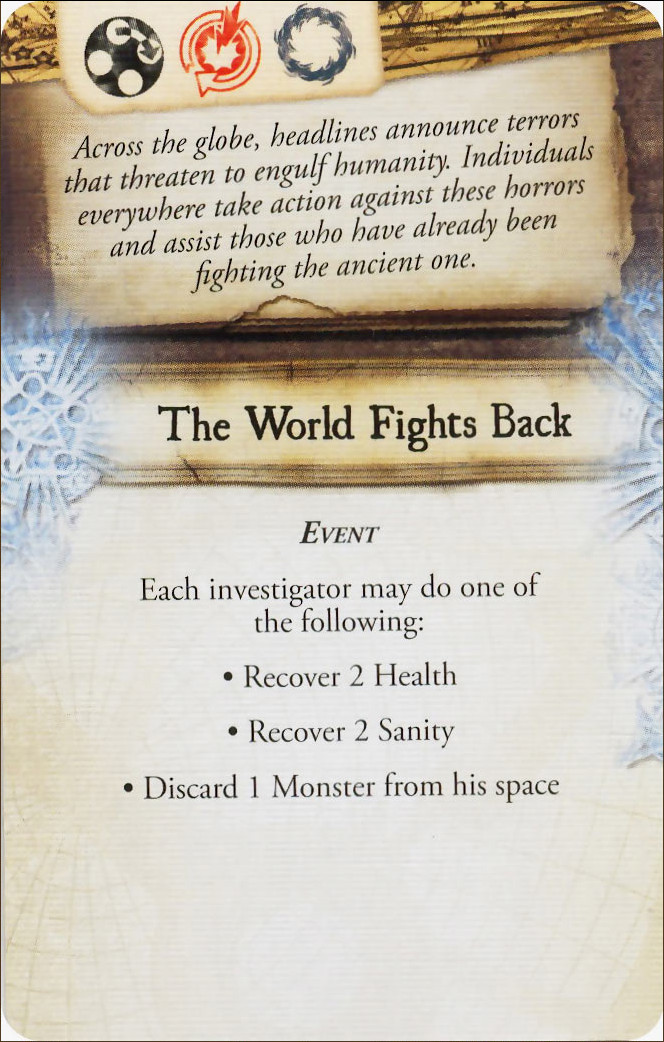 Across the globe, headlines announce terrors
that threaten to engulf humanity. Individuals
everywhere take action against these horrors
and assist those who have already been
fighting the ancient one.
The World Fights Back
EVENT
Each investigator may do one of
the following:
• Recover 2 Health
• Recover 2 Sanity
• Discard 1 Monster from his space